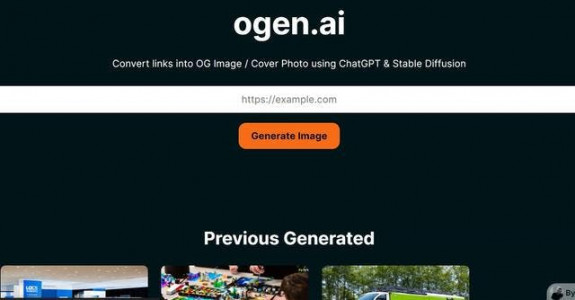 ogen.ai
Convert links into OG Image / Cover Photo using ChatGPT & Stable Diffusion
https://example.com
Generate Image
Previous Generated
By